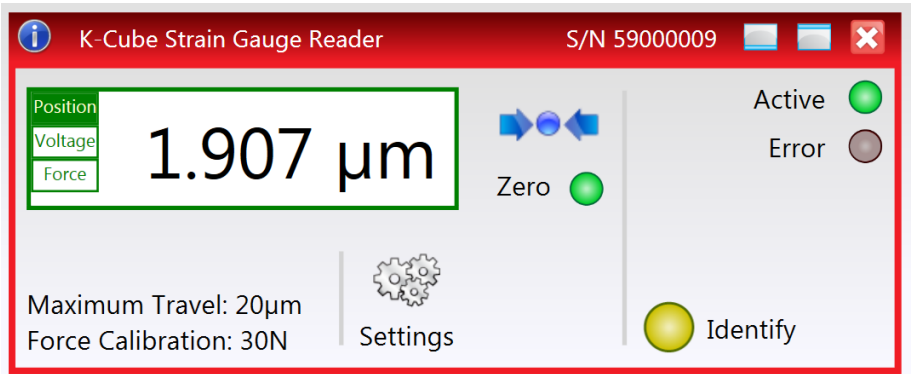 K-Cube Strain Gauge Reader S/N 59000009
Position
Voltage
Force
1.907 µm
Zero
Active
Error
Maximum Travel: 20µm
Force Calibration: 30N
Settings
Identify